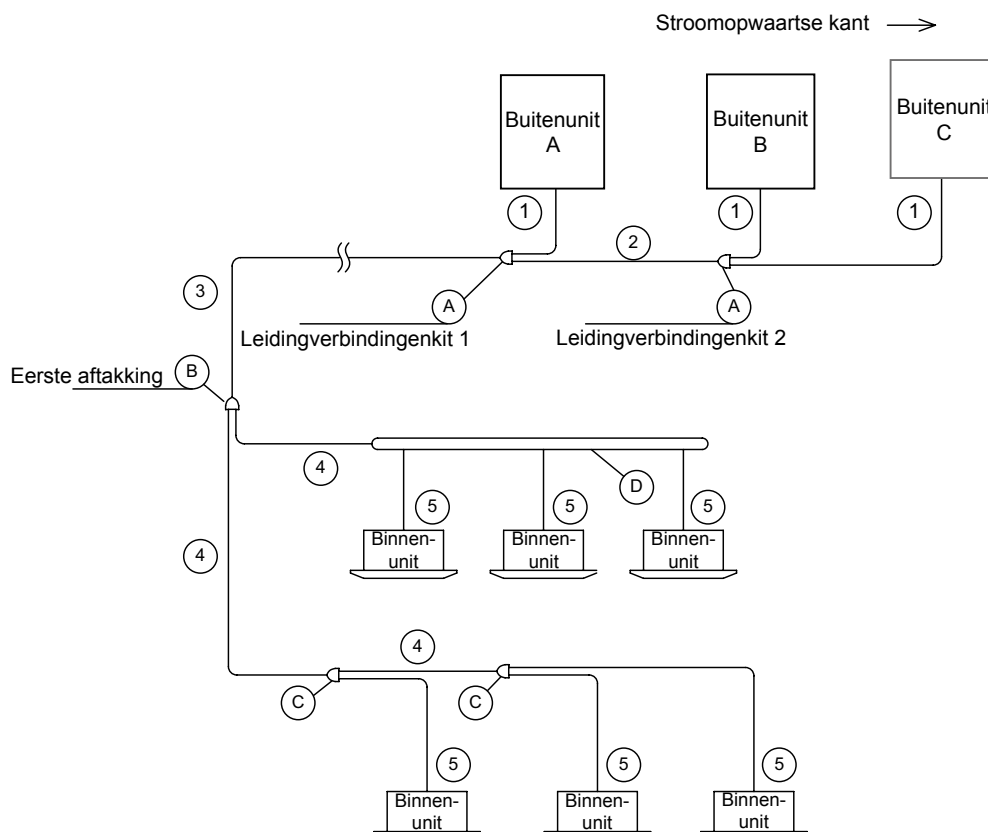 Stroomopwaartse kant
Buitenunit
A
Buitenunit
B
Buitenunit
C
1
1
1
2
3
A
A
Leidingverbindingenkit 1
Leidingverbindingenkit 2
Eerste aftakking
B
4
D
5
5
5
Binnen-
unit
Binnen-
unit
Binnen-
unit
4
4
C
C
5
5
5
Binnen-
unit
Binnen-
unit
Binnen-
unit